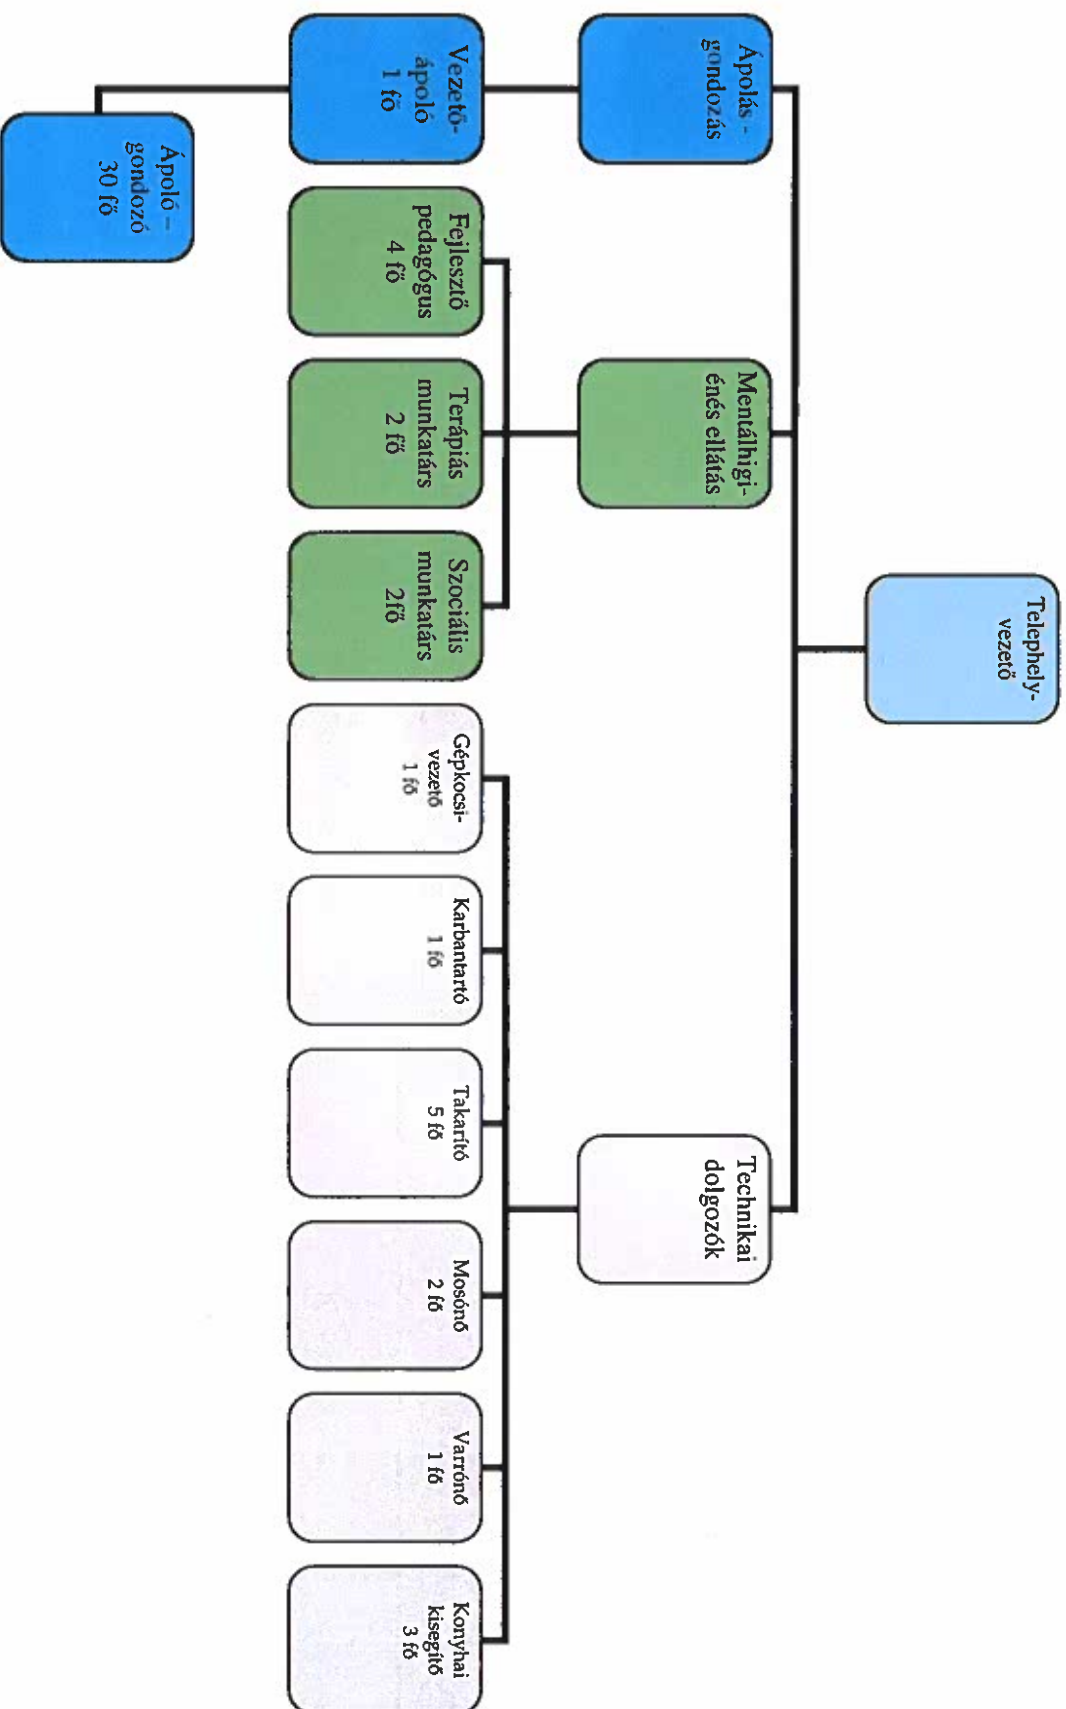 Telephely-
vezető
Ápolás -
gondozás
Mentálhigi-
énés ellátás
Technikai
dolgozók
Vezető-
ápoló
1 fő
Fejlesztő
pedagógus
4 fő
Terápiás
munkatárs
2 fő
Szociális
munkatárs
2fő
Gépkocsi-
vezető
1 fő
Karbantartó
1 fő
Takarító
5 fő
Mosónő
2 fő
Varrónő
1 fő
Konyhai
kisegítő
3 fő
Ápoló –
gondozó
30 fő